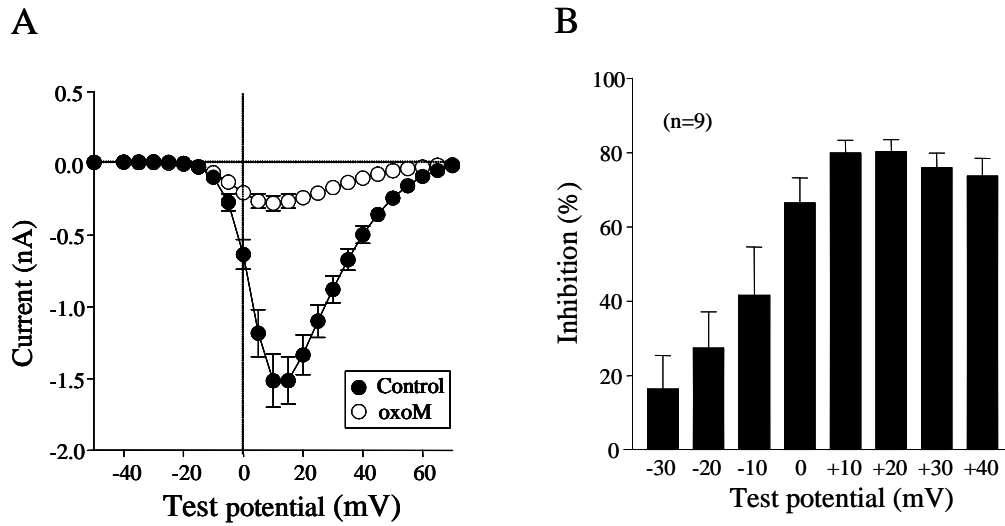 A
0.5
0.0
-0.5
-1.0
-1.5
-2.0
Current (nA)
-40 -20 0 20 40 60
Test potential (mV)
Control
oxoM
B
100
80
60
40
20
0
Inhibition (%)
(n=9)
-30 -20 -10 0 +10 +20 +30 +40
Test potential (mV)